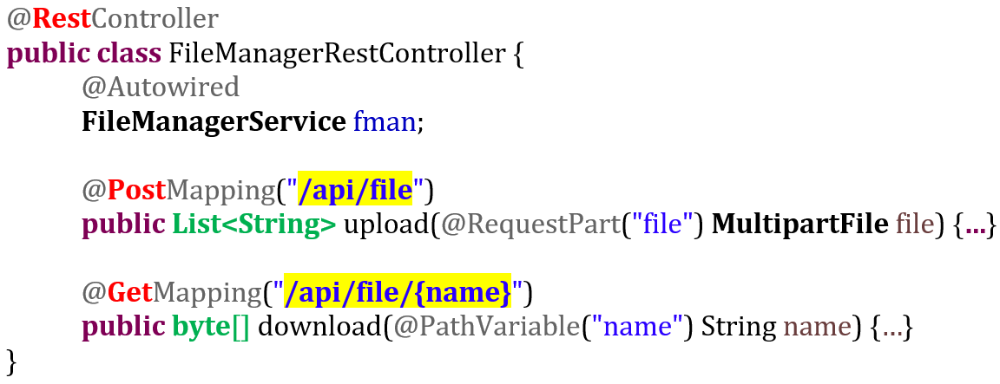 @RestController
public class FileManagerRestController {
@Autowired
FileManagerService fman;
@PostMapping("/api/file")
public List<String> upload(@RequestPart("file") MultipartFile file) {…}
@GetMapping("/api/file/{name}")
public byte[] download(@PathVariable("name") String name) {…}
}